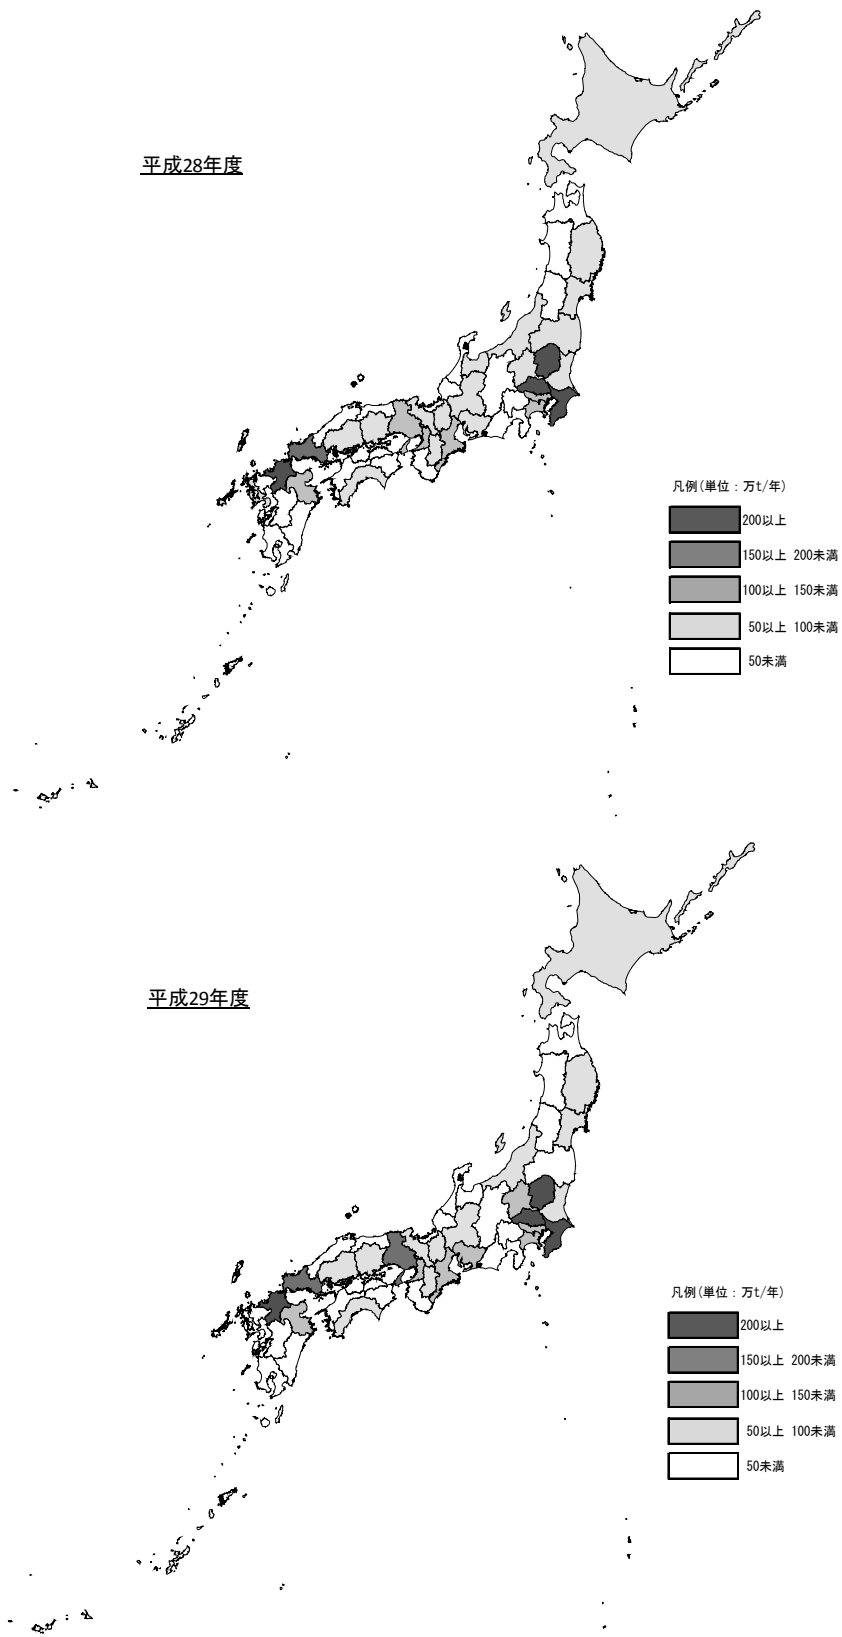 平成28年度
凡例(単位：万t/年)
200以上
150以上 200未満
100以上 150未満
50以上 100未満
50未満
平成29年度
凡例(単位：万t/年)
200以上
150以上 200未満
100以上 150未満
50以上 100未満
50未満